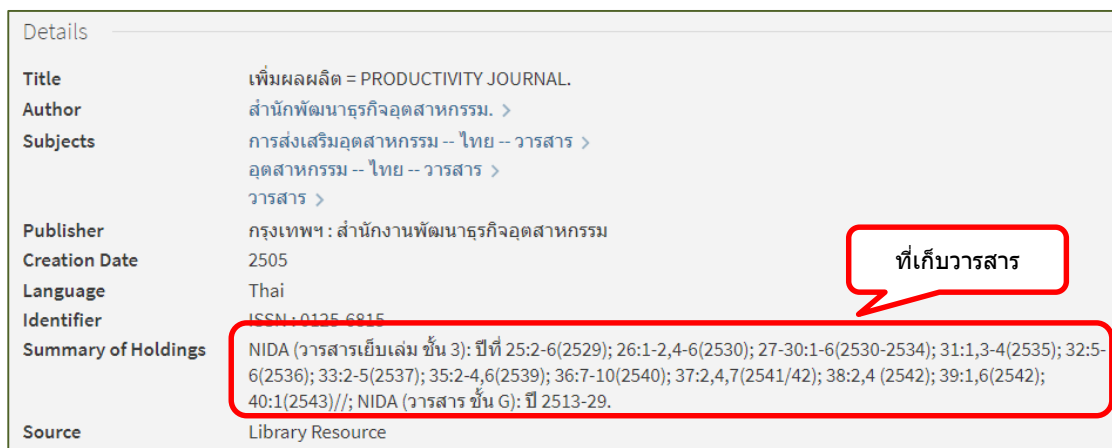 Details
Title เพิ่มผลผลิต = PRODUCTIVITY JOURNAL.
Author สำนักพัฒนาธุรกิจอุตสาหกรรม. >
Subjects การส่งเสริมอุตสาหกรรม -- ไทย -- วารสาร >
อุตสาหกรรม -- ไทย -- วารสาร >
วารสาร >
Publisher กรุงเทพฯ : สำนักงานพัฒนาธุรกิจอุตสาหกรรม
Creation Date 2505
ที่เก็บวารสาร
Language Thai
Identifier ISSN : 0125-6815
Summary of Holdings NIDA (วารสารเย็บเล่ม ชั้น 3): ปีที่ 25:2-6(2529); 26:1-2,4-6(2530); 27-30:1-6(2530-2534); 31:1,3-4(2535); 32:5-
6(2536); 33:2-5(2537); 35:2-4,6(2539); 36:7-10(2540); 37:2,4,7(2541/42); 38:2,4 (2542); 39:1,6(2542);
40:1(2543)//; NIDA (วารสาร ชั้น G): ปี 2513-29.
Source Library Resource